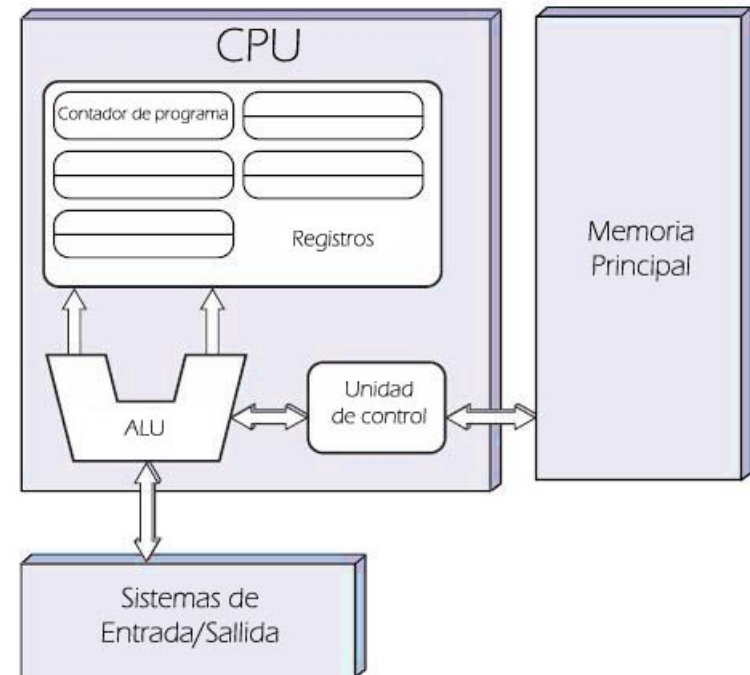 CPU
Contador de programa
Registros
ALU
Unidad
de control
Memoria
Principal
Sistemas de
Entrada/Sallida